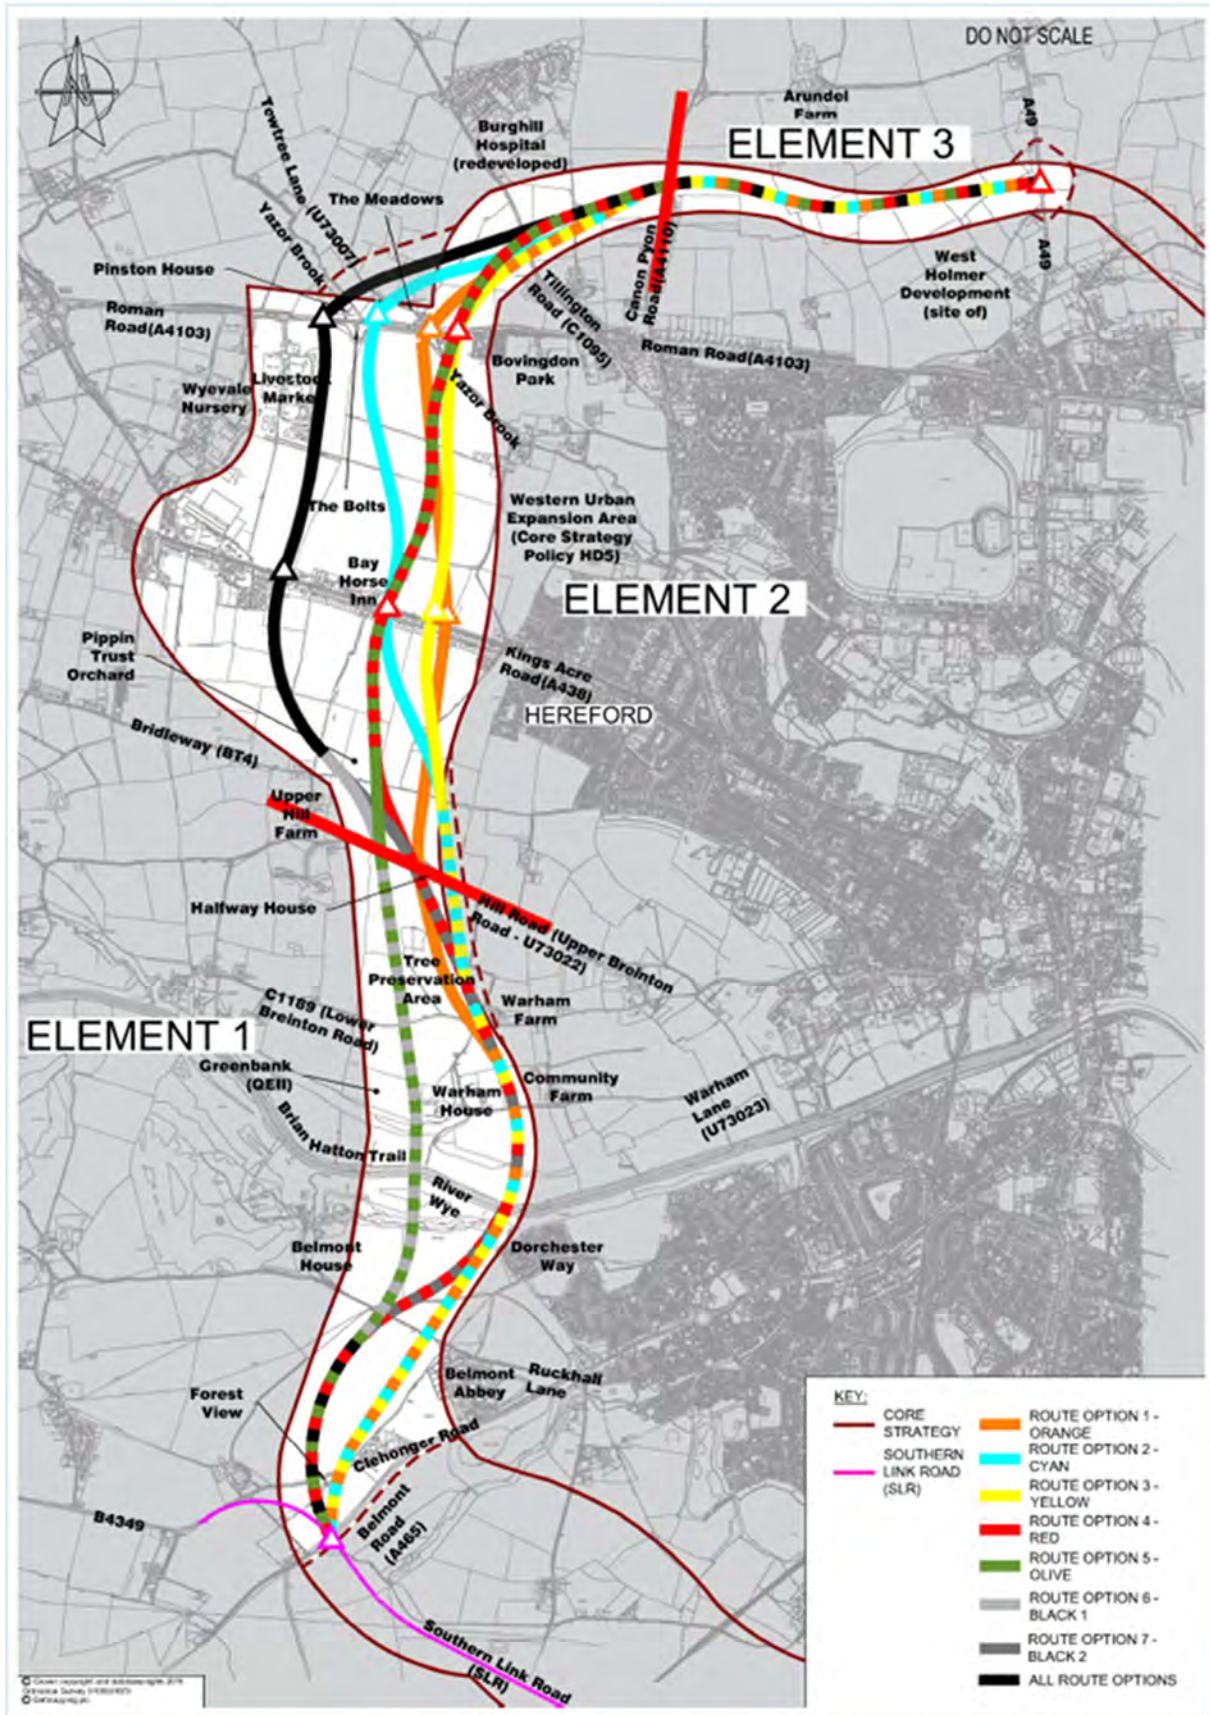 DO NOT SCALE
Arundel
Farm
A49
Burghill
Hospital
(redeveloped)
ELEMENT 3
Towtree Lane (U73007)
The Meadows
Yazor Brook
Pinston House
Canon Pyon
Road(A4110)
A49
West
Holmer
Development
(site of)
Roman
Road(A4103)
Tillington
Road (C1095)
Roman Road(A4103)
Bovingdon
Park
Livestock
Marke
Wyevale
Nursery
Yazor Brook
The Bolts
Western Urban
Expansion Area
(Core Strategy
Policy HD5)
Bay
Horse
Inn
ELEMENT 2
Pippin
Trust
Orchard
Kings Acre
Road(A438)
HEREFORD
Bridleway (BT4)
Upper
Hill
Farm
Halfway House
Hill Road (Upper Breinton
Road - U73022)
Tree
Preservation
Area
C1189 (Lower
Breinton Road)
Warham
Farm
ELEMENT 1
Greenbank
(QEII)
Community
Farm
Warham
House
Warham
Lane
(U73023)
Brian
Hatton Trail
River
Wye
Belmont
House
Dorchester
Way
Belmont
Abbey
Ruckhall
Lane
Forest
View
Clehonger Road
Belmont
Road
(A465)
B4349
Southern Link Road
(SLR)
KEY:
CORE
STRATEGY
SOUTHERN
LINK ROAD
(SLR)
ROUTE OPTION 1 -
ORANGE
ROUTE OPTION 2 -
CYAN
ROUTE OPTION 3 -
YELLOW
ROUTE OPTION 4 -
RED
ROUTE OPTION 5 -
OLIVE
ROUTE OPTION 6 -
BLACK 1
ROUTE OPTION 7 -
BLACK 2
ALL ROUTE OPTIONS